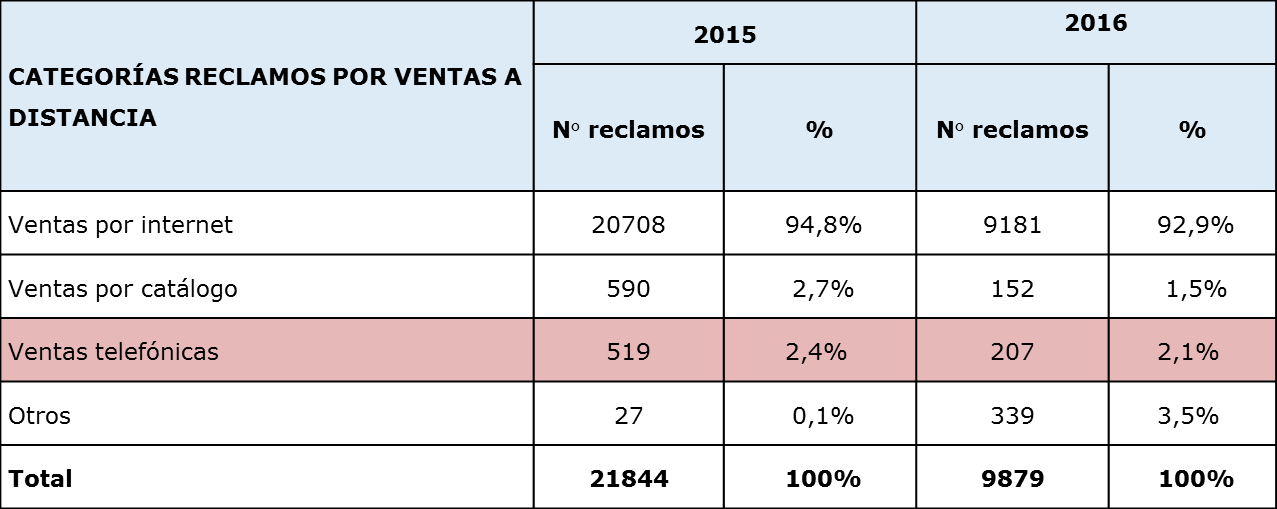 CATEGORÍAS RECLAMOS POR VENTAS A
DISTANCIA
2015
2016
Nº reclamos
%
Nº reclamos
%
Ventas por internet 20708 94,8% 9181 92,9%
Ventas por catálogo 590 2,7% 152 1,5%
Ventas telefónicas 519 2,4% 207 2,1%
Otros 27 0,1% 339 3,5%
Total 21844 100% 9879 100%